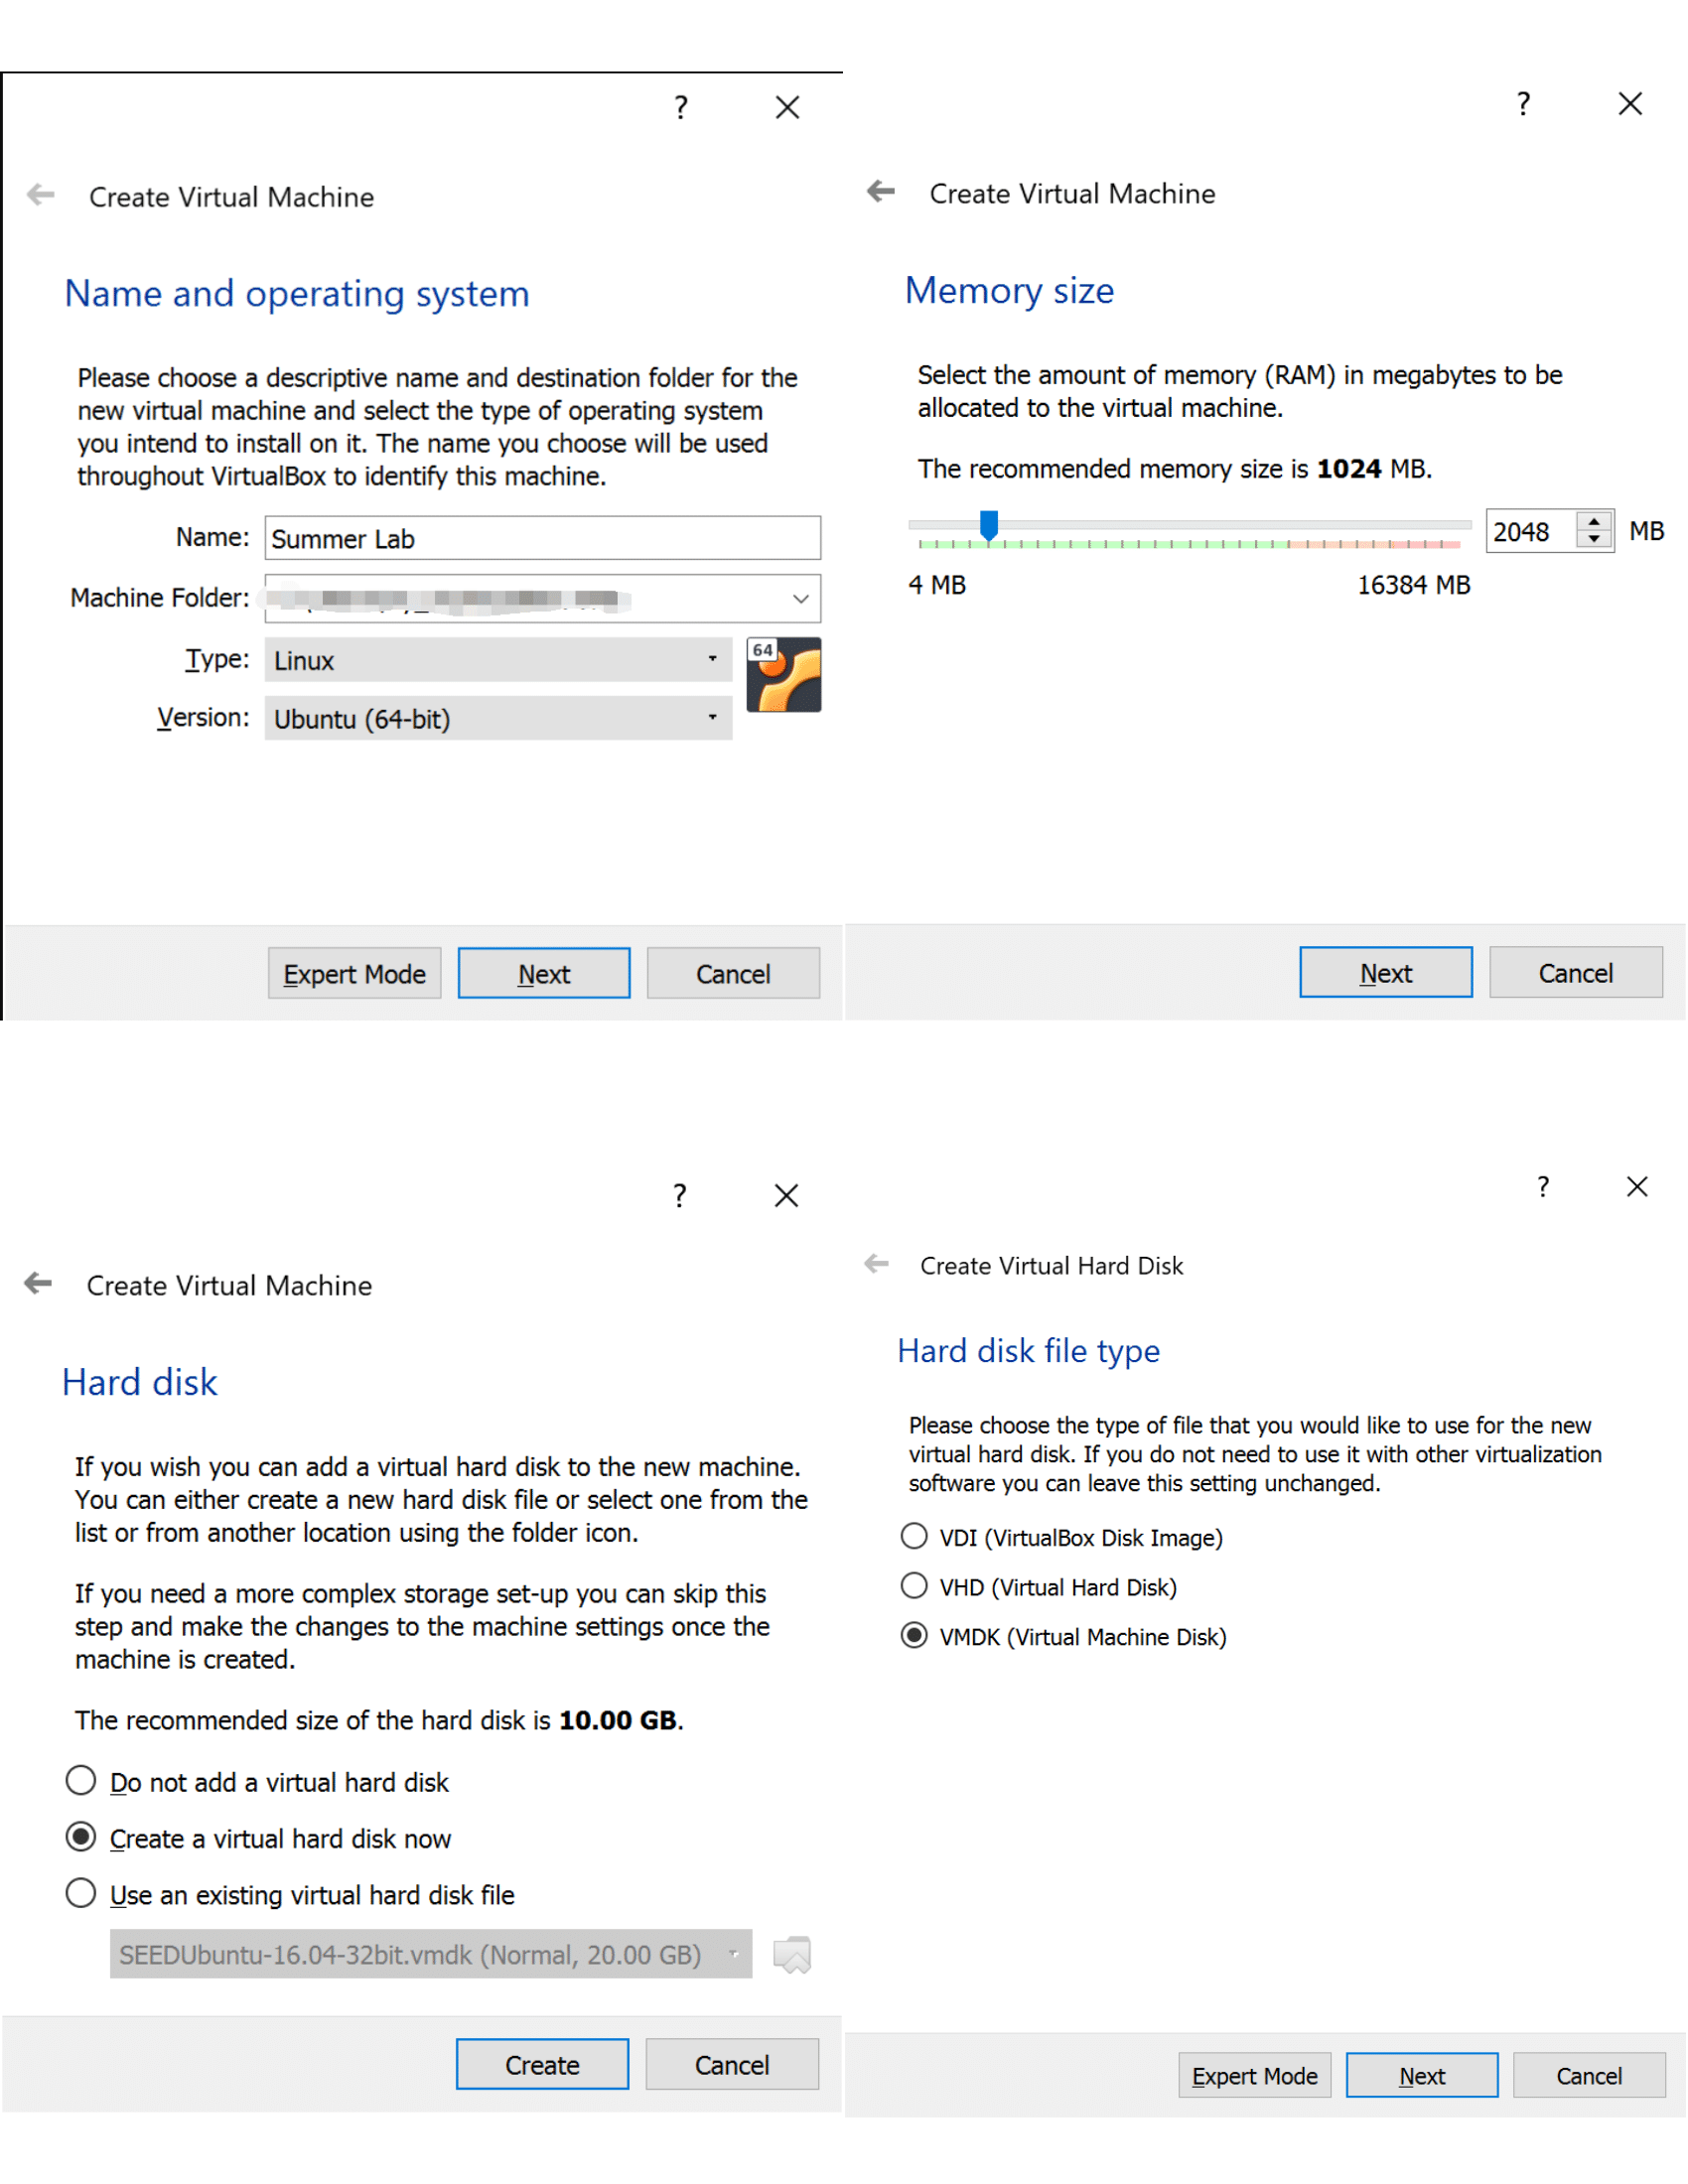 ?
Create Virtual Machine
Name and operating system
Please choose a descriptive name and destination folder for the
new virtual machine and select the type of operating system
you intend to install on it. The name you choose will be used
throughout VirtualBox to identify this machine.
Name: Summer Lab
Machine Folder:
Type: Linux
64
Version: Ubuntu (64-bit)
Expert Mode Next Cancel
?
Create Virtual Machine
Memory size
Select the amount of memory (RAM) in megabytes to be
allocated to the virtual machine.
The recommended memory size is 1024 MB.
2048 MB
4 MB 16384 MB
Next Cancel
?
Create Virtual Machine
Hard disk
If you wish you can add a virtual hard disk to the new machine.
You can either create a new hard disk file or select one from the
list or from another location using the folder icon.
If you need a more complex storage set-up you can skip this
step and make the changes to the machine settings once the
machine is created.
The recommended size of the hard disk is 10.00 GB.
Do not add a virtual hard disk
Create a virtual hard disk now
Use an existing virtual hard disk file
SEEDUbuntu-16.04-32bit.vmdk (Normal, 20.00 GB)
Create Cancel
?
Create Virtual Hard Disk
Hard disk file type
Please choose the type of file that you would like to use for the new
virtual hard disk. If you do not need to use it with other virtualization
software you can leave this setting unchanged.
VDI (VirtualBox Disk Image)
VHD (Virtual Hard Disk)
VMDK (Virtual Machine Disk)
Expert Mode Next Cancel